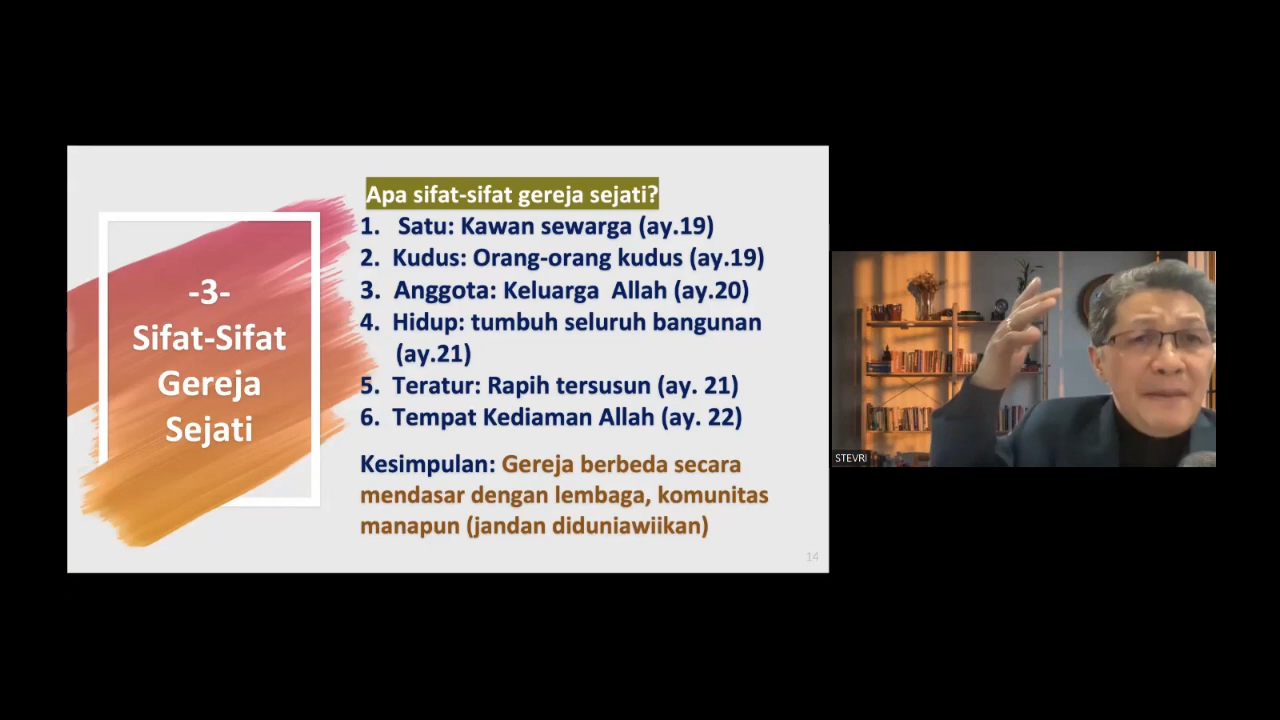 -3-
Sifat-Sifat
Gereja
Sejati
Apa sifat-sifat gereja sejati?
1. Satu: Kawan sewarga (ay.19)
2. Kudus: Orang-orang kudus (ay.19)
3. Anggota: Keluarga Allah (ay.20)
4. Hidup: tumbuh seluruh bangunan
(ay.21)
5. Teratur: Rapih tersusun (ay. 21)
6. Tempat Kediaman Allah (ay. 22)
Kesimpulan: Gereja berbeda secara
mendasar dengan lembaga, komunitas
manapun (jandan diduniawiikan)
14
STEVRI